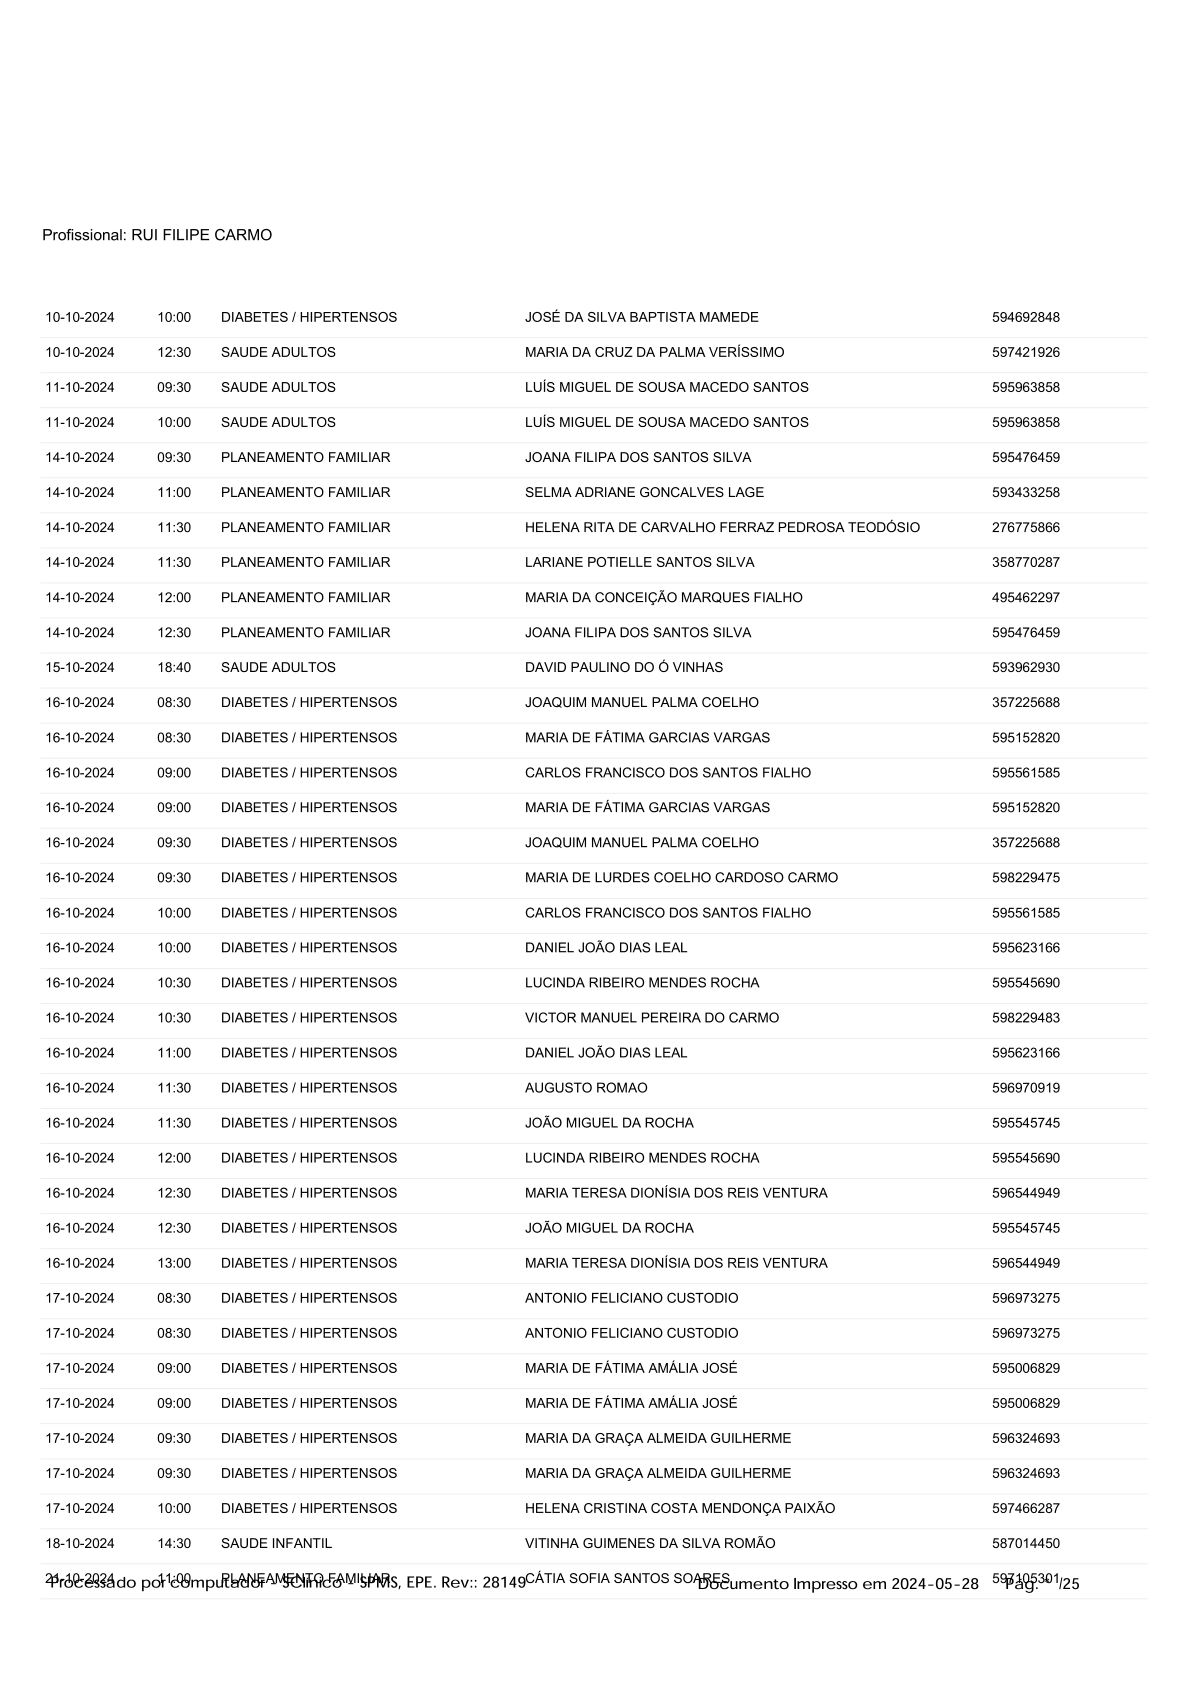 Profissional: RUI FILIPE CARMO
10-10-2024 10:00 DIABETES / HIPERTENSOS JOSÉ DA SILVA BAPTISTA MAMEDE 594692848
10-10-2024 12:30 SAUDE ADULTOS MARIA DA CRUZ DA PALMA VERÍSSIMO 597421926
11-10-2024 09:30 SAUDE ADULTOS LUÍS MIGUEL DE SOUSA MACEDO SANTOS 595963858
11-10-2024 10:00 SAUDE ADULTOS LUÍS MIGUEL DE SOUSA MACEDO SANTOS 595963858
14-10-2024 09:30 PLANEAMENTO FAMILIAR JOANA FILIPA DOS SANTOS SILVA 595476459
14-10-2024 11:00 PLANEAMENTO FAMILIAR SELMA ADRIANE GONCALVES LAGE 593433258
14-10-2024 11:30 PLANEAMENTO FAMILIAR HELENA RITA DE CARVALHO FERRAZ PEDROSA TEODÓSIO 276775866
14-10-2024 11:30 PLANEAMENTO FAMILIAR LARIANE POTIELLE SANTOS SILVA 358770287
14-10-2024 12:00 PLANEAMENTO FAMILIAR MARIA DA CONCEIÇÃO MARQUES FIALHO 495462297
14-10-2024 12:30 PLANEAMENTO FAMILIAR JOANA FILIPA DOS SANTOS SILVA 595476459
15-10-2024 18:40 SAUDE ADULTOS DAVID PAULINO DO Ó VINHAS 593962930
16-10-2024 08:30 DIABETES / HIPERTENSOS JOAQUIM MANUEL PALMA COELHO 357225688
16-10-2024 08:30 DIABETES / HIPERTENSOS MARIA DE FÁTIMA GARCIAS VARGAS 595152820
16-10-2024 09:00 DIABETES / HIPERTENSOS CARLOS FRANCISCO DOS SANTOS FIALHO 595561585
16-10-2024 09:00 DIABETES / HIPERTENSOS MARIA DE FÁTIMA GARCIAS VARGAS 595152820
16-10-2024 09:30 DIABETES / HIPERTENSOS JOAQUIM MANUEL PALMA COELHO 357225688
16-10-2024 09:30 DIABETES / HIPERTENSOS MARIA DE LURDES COELHO CARDOSO CARMO 598229475
16-10-2024 10:00 DIABETES / HIPERTENSOS CARLOS FRANCISCO DOS SANTOS FIALHO 595561585
16-10-2024 10:00 DIABETES / HIPERTENSOS DANIEL JOÃO DIAS LEAL 595623166
16-10-2024 10:30 DIABETES / HIPERTENSOS LUCINDA RIBEIRO MENDES ROCHA 595545690
16-10-2024 10:30 DIABETES / HIPERTENSOS VICTOR MANUEL PEREIRA DO CARMO 598229483
16-10-2024 11:00 DIABETES / HIPERTENSOS DANIEL JOÃO DIAS LEAL 595623166
16-10-2024 11:30 DIABETES / HIPERTENSOS AUGUSTO ROMAO 596970919
16-10-2024 11:30 DIABETES / HIPERTENSOS JOÃO MIGUEL DA ROCHA 595545745
16-10-2024 12:00 DIABETES / HIPERTENSOS LUCINDA RIBEIRO MENDES ROCHA 595545690
16-10-2024 12:30 DIABETES / HIPERTENSOS MARIA TERESA DIONÍSIA DOS REIS VENTURA 596544949
16-10-2024 12:30 DIABETES / HIPERTENSOS JOÃO MIGUEL DA ROCHA 595545745
16-10-2024 13:00 DIABETES / HIPERTENSOS MARIA TERESA DIONÍSIA DOS REIS VENTURA 596544949
17-10-2024 08:30 DIABETES / HIPERTENSOS ANTONIO FELICIANO CUSTODIO 596973275
17-10-2024 08:30 DIABETES / HIPERTENSOS ANTONIO FELICIANO CUSTODIO 596973275
17-10-2024 09:00 DIABETES / HIPERTENSOS MARIA DE FÁTIMA AMÁLIA JOSÉ 595006829
17-10-2024 09:00 DIABETES / HIPERTENSOS MARIA DE FÁTIMA AMÁLIA JOSÉ 595006829
17-10-2024 09:30 DIABETES / HIPERTENSOS MARIA DA GRAÇA ALMEIDA GUILHERME 596324693
17-10-2024 09:30 DIABETES / HIPERTENSOS MARIA DA GRAÇA ALMEIDA GUILHERME 596324693
17-10-2024 10:00 DIABETES / HIPERTENSOS HELENA CRISTINA COSTA MENDONÇA PAIXÃO 597466287
18-10-2024 14:30 SAUDE INFANTIL VITINHA GUIMENES DA SILVA ROMÃO 587014450
21-10-2024 11:00 PLANEAMENTO FAMILIAR CÁTIA SOFIA SANTOS SOARES 597105301
Processado por computador - SClínico - SPMS, EPE. Rev:: 28149 Documento Impresso em 2024-05-28 Pág. /25